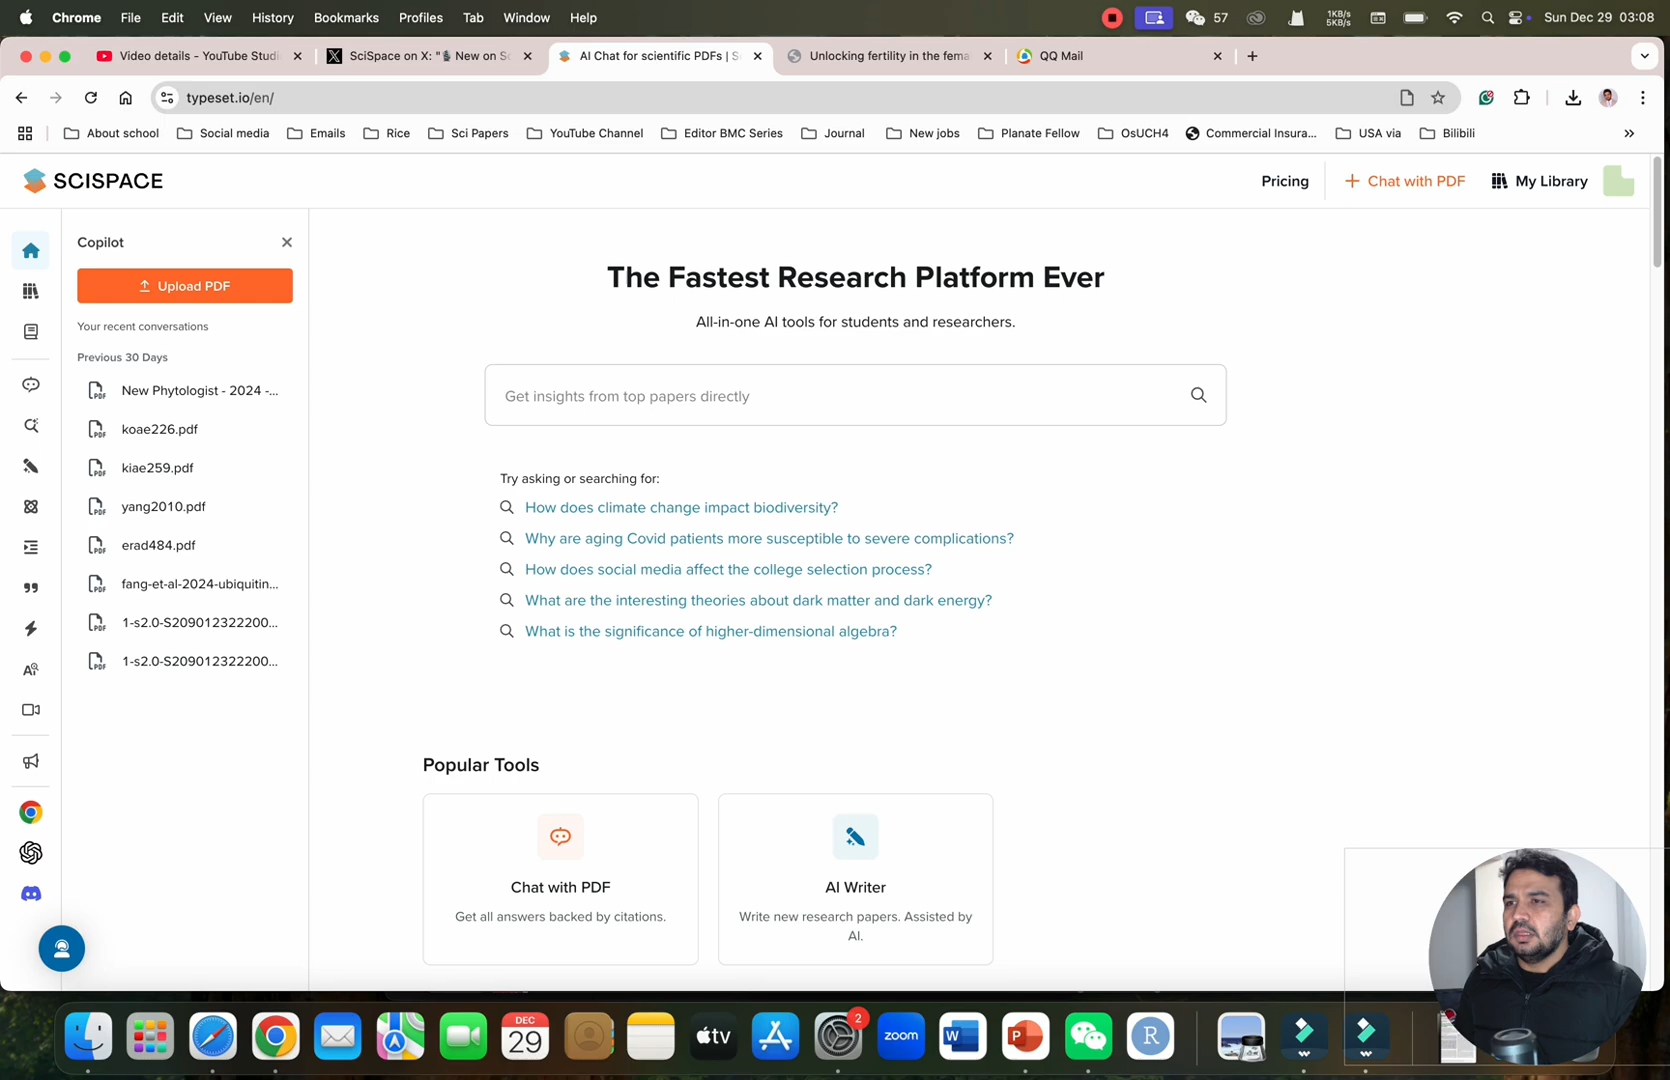 Chrome File Edit View History Bookmarks Profiles Tab Window Help 57 1KB/s 5KB/s Sun Dec 29 03:08
Video details - YouTube Studi
SciSpace on X: "🎙 New on Sc
AI Chat for scientific PDFs | S
Unlocking fertility in the fema
QQ Mail
typeset.io/en/
About school Social media Emails Rice Sci Papers YouTube Channel Editor BMC Series Journal New jobs Planate Fellow OsUCH4 Commercial Insura... USA via Bilibili
SCISPACE
Pricing
Chat with PDF
My Library
Copilot
Upload PDF
Your recent conversations
Previous 30 Days
New Phytologist - 2024 -...
koae226.pdf
kiae259.pdf
yang2010.pdf
erad484.pdf
fang-et-al-2024-ubiquitin...
1-s2.0-S209012322200...
1-s2.0-S209012322200...
The Fastest Research Platform Ever
All-in-one AI tools for students and researchers.
Get insights from top papers directly
Try asking or searching for:
How does climate change impact biodiversity?
Why are aging Covid patients more susceptible to severe complications?
How does social media affect the college selection process?
What are the interesting theories about dark matter and dark energy?
What is the significance of higher-dimensional algebra?
Popular Tools
Chat with PDF
Get all answers backed by citations.
AI Writer
Write new research papers. Assisted by
AI.
DEC
29
tv
2
zoom
W
P
R